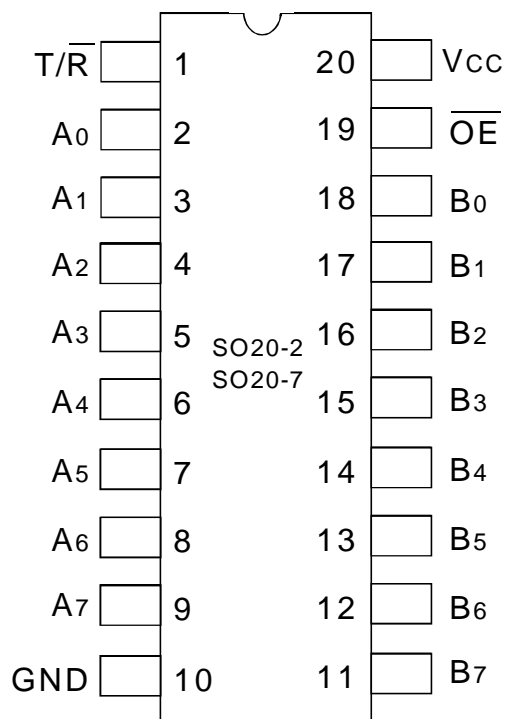 T/R̅ 1 20 VCC
A0 2 19 O̅E̅
A1 3 18 B0
A2 4 17 B1
A3 5 16 B2
SO20-2
SO20-7
A4 6 15 B3
A5 7 14 B4
A6 8 13 B5
A7 9 12 B6
GND 10 11 B7